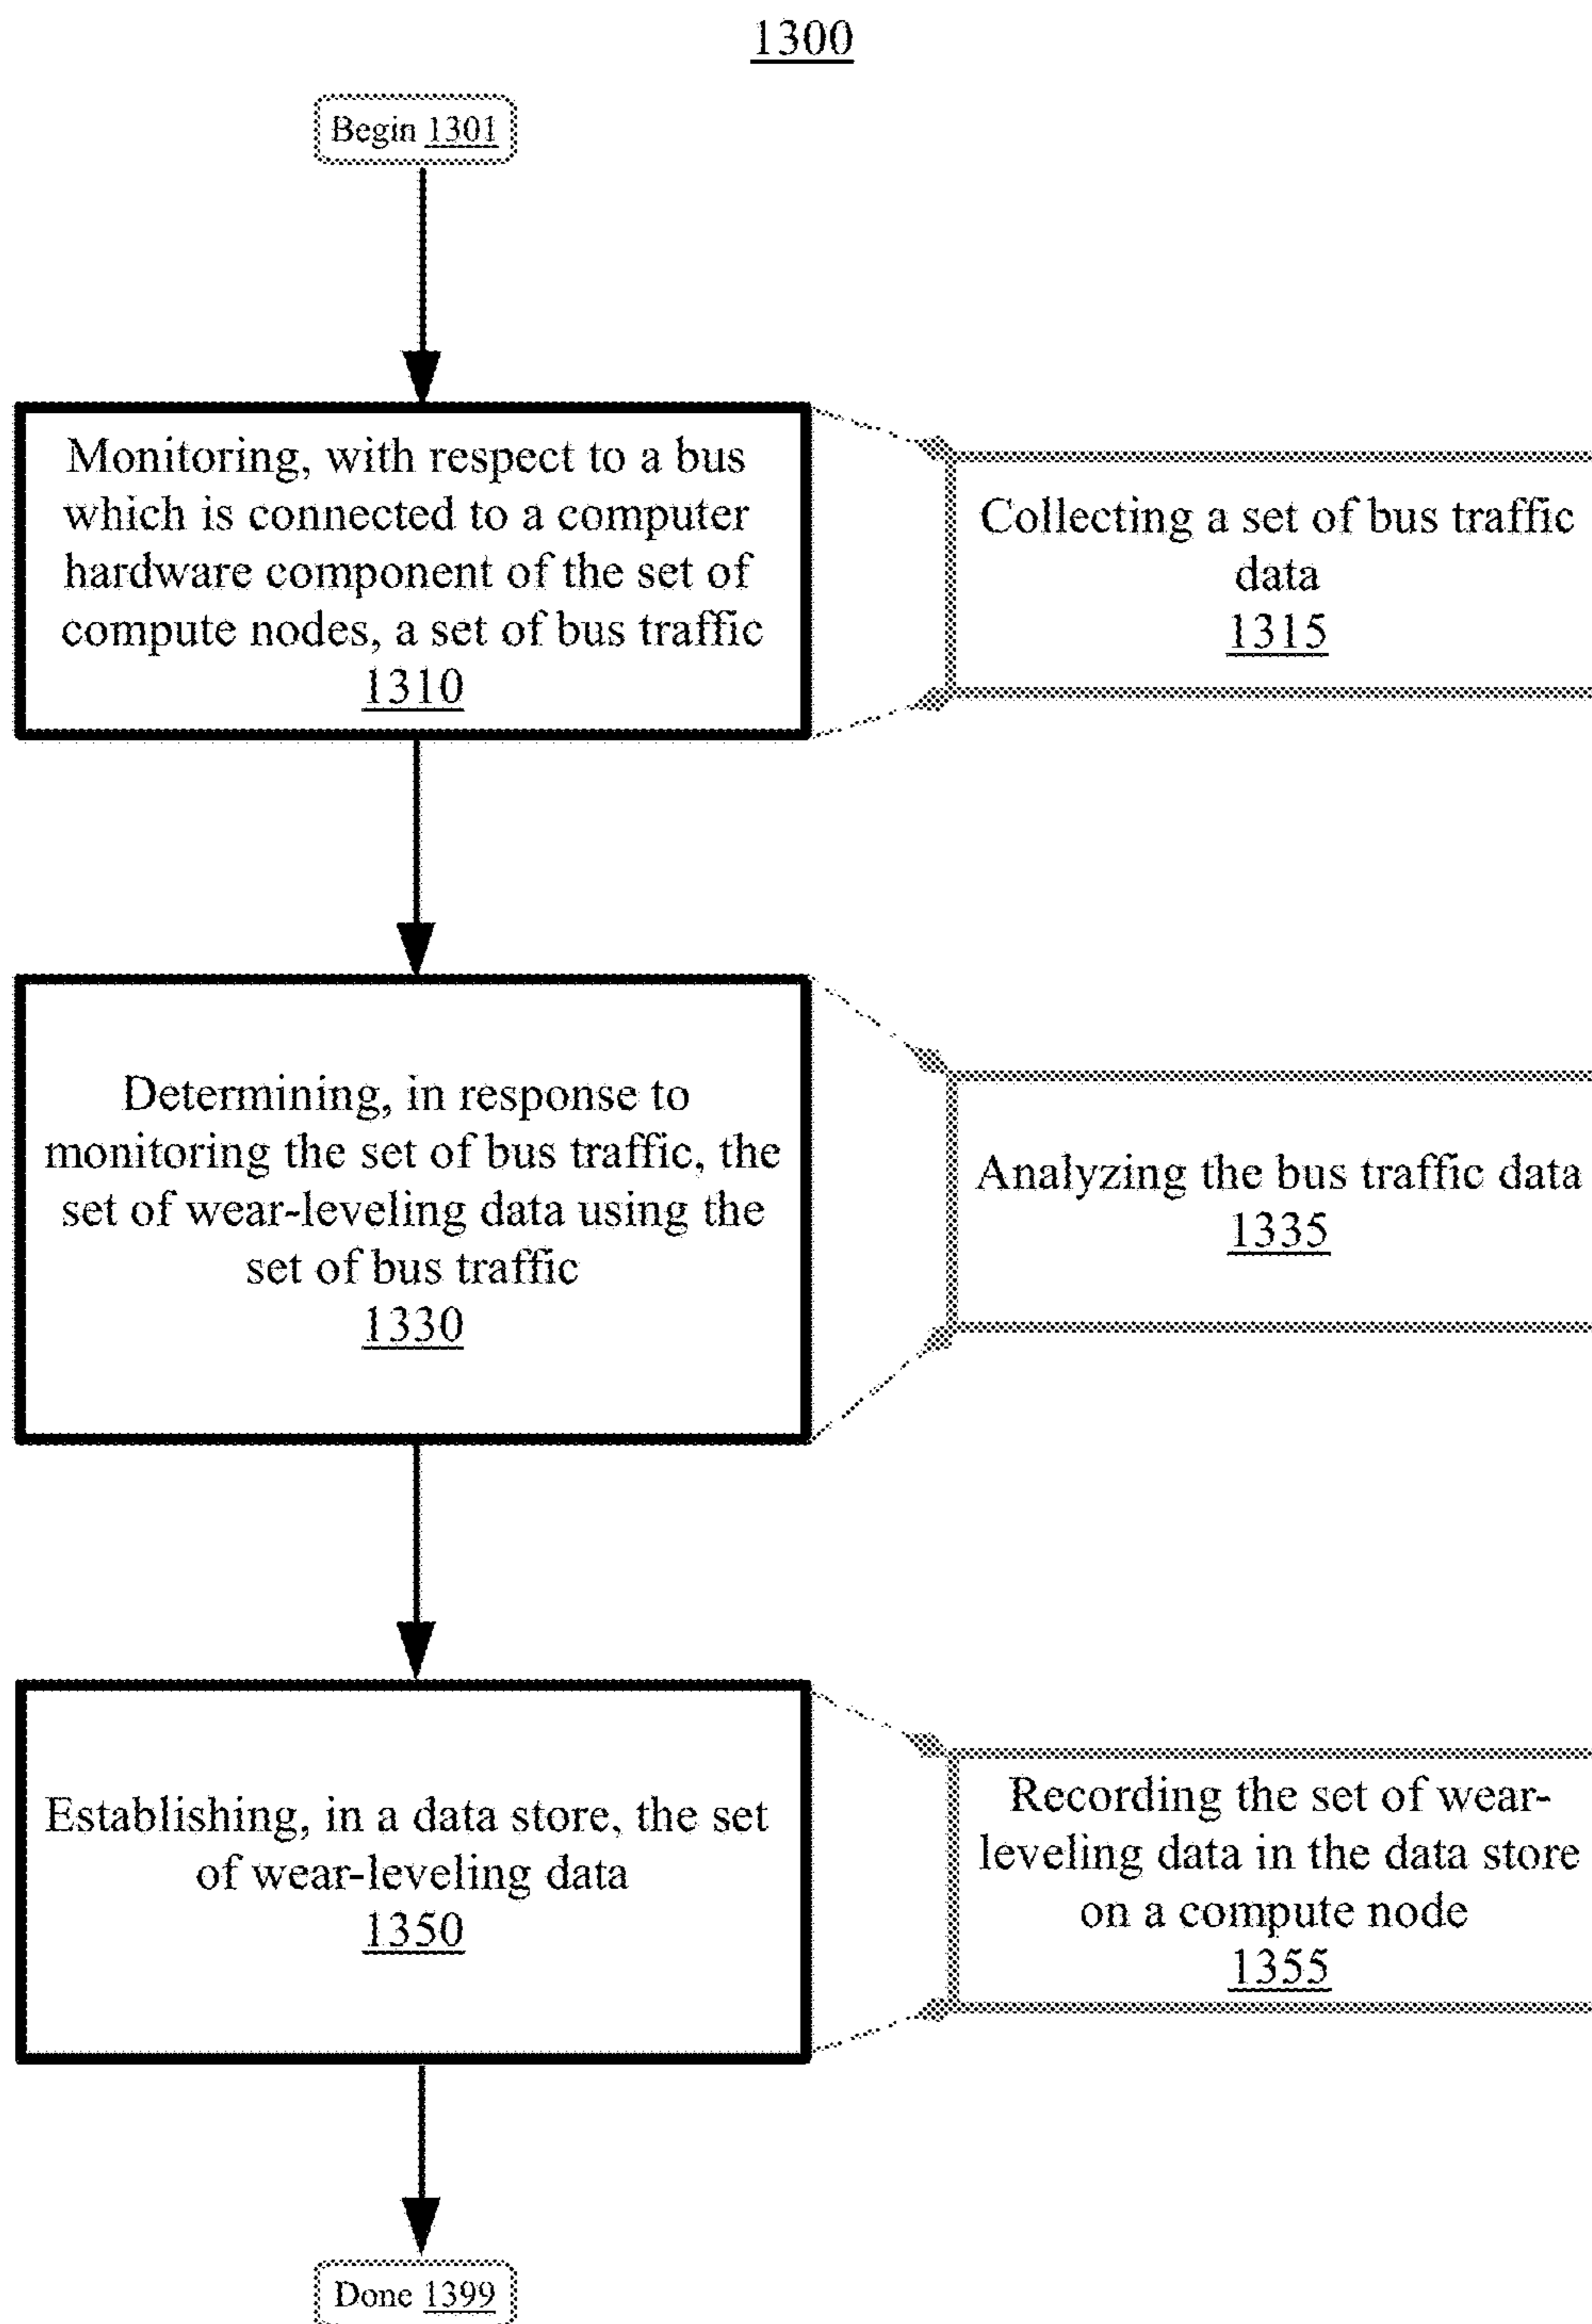 1300
Begin 1301
Monitoring, with respect to a bus
which is connected to a computer
hardware component of the set of
compute nodes, a set of bus traffic
1310
Collecting a set of bus traffic
data
1315
Determining, in response to
monitoring the set of bus traffic, the
set of wear-leveling data using the
set of bus traffic
1330
Analyzing the bus traffic data
1335
Establishing, in a data store, the set
of wear-leveling data
1350
Recording the set of wear-
leveling data in the data store
on a compute node
1355
Done 1399